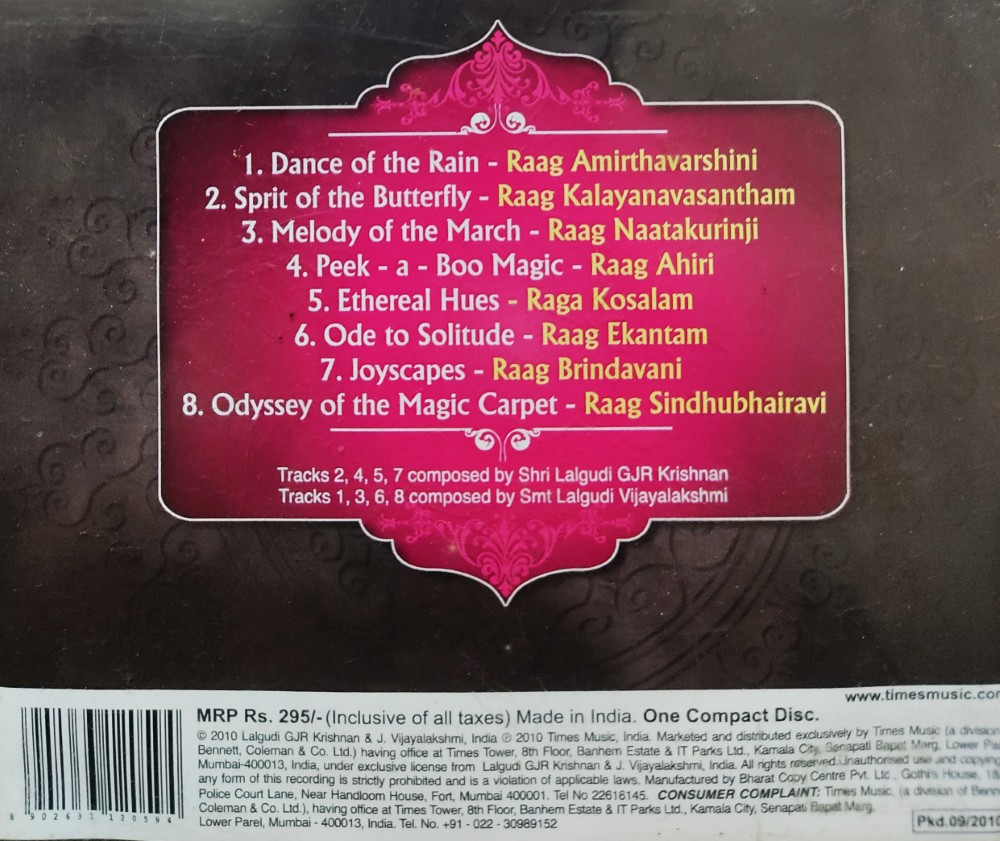 1. Dance of the Rain - Raag Amirthavarshini
2. Sprit of the Butterfly - Raag Kalayanavasantham
3. Melody of the March - Raag Naatakurinji
4. Peek - a - Boo Magic - Raag Ahiri
5. Ethereal Hues - Raga Kosalam
6. Ode to Solitude - Raag Ekantam
7. Joyscapes - Raag Brindavani
8. Odyssey of the Magic Carpet - Raag Sindhubhairavi
Tracks 2, 4, 5, 7 composed by Shri Lalgudi GJR Krishnan
Tracks 1, 3, 6, 8 composed by Smt Lalgudi Vijayalakshmi
www.timesmusic.com
MRP Rs. 295/- (Inclusive of all taxes) Made in India. One Compact Disc.
© 2010 Lalgudi GJR Krishnan & J. Vijayalakshmi, India ℗ 2010 Times Music, India. Marketed and distributed exclusively by Times Music (a division
Bennett, Coleman & Co. Ltd.) having office at Times Tower, 8th Floor, Banhem Estate & IT Parks Ltd., Kamala City, Senapati Bapat Marg, Lower
Mumbai-400013, India, under exclusive license from Lalgudi GJR Krishnan & J. Vijayalakshmi, India. All rights reserved. Unauthorised use and copying
any form of this recording is strictly prohibited and is a violation of applicable laws. Manufactured by Bharat Copy Centre Pvt. Ltd., Gothi's House,
Police Court Lane, Near Handloom House, Fort, Mumbai 400001. Tel No 22616145. CONSUMER COMPLAINT: Times Music, (a division of
Coleman & Co. Ltd.), having office at Times Tower, 8th Floor, Banhem Estate & IT Parks Ltd., Kamala City, Senapati Bapat Marg,
Lower Parel, Mumbai - 400013, India. Tel. No. +91 - 022 - 30989152
Pkd.09/2010